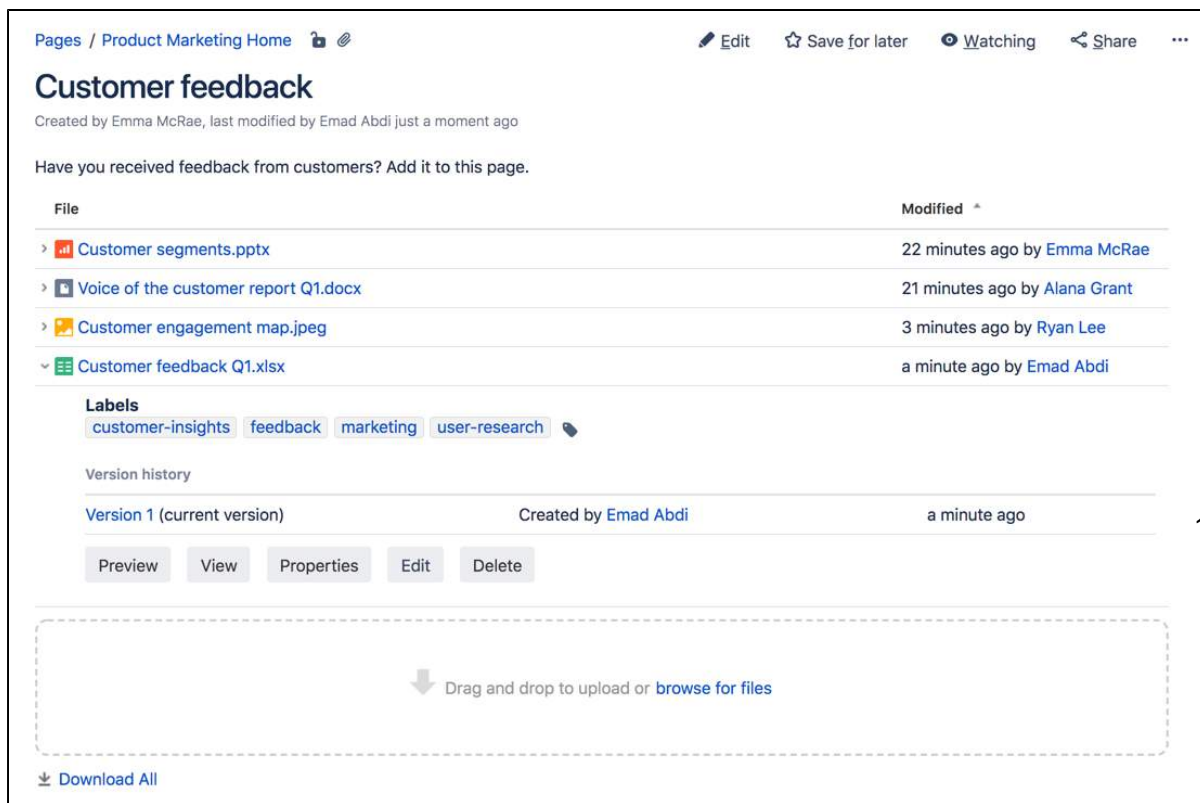 Pages / Product Marketing Home Edit Save for later Watching Share ...
Customer feedback
Created by Emma McRae, last modified by Emad Abdi just a moment ago
Have you received feedback from customers? Add it to this page.
File Modified
Customer segments.pptx 22 minutes ago by Emma McRae
Voice of the customer report Q1.docx 21 minutes ago by Alana Grant
Customer engagement map.jpeg 3 minutes ago by Ryan Lee
Customer feedback Q1.xlsx a minute ago by Emad Abdi
Labels
customer-insights feedback marketing user-research
Version history
Version 1 (current version) Created by Emad Abdi a minute ago
Preview View Properties Edit Delete
Drag and drop to upload or browse for files
Download All